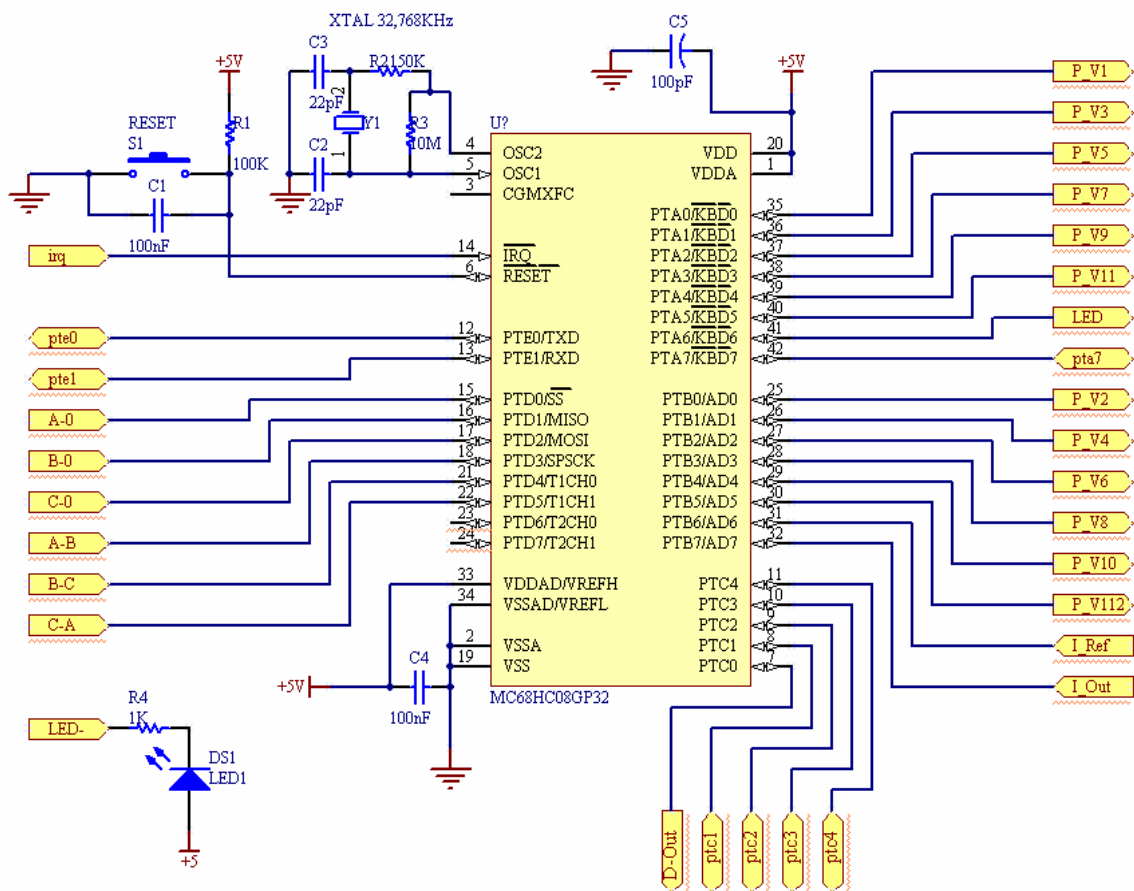 XTAL 32,768KHz
C3
22pF
R2150K
2
Y1
1
R3
10M
C2
22pF
C5
100pF
+5V
+5V
R1
100K
RESET
S1
C1
100nF
irq
pte0
pte1
A-0
B-0
C-0
A-B
B-C
C-A
U?
4 OSC2
5 OSC1
3 CGMXFC
14 IRQ
6 RESET
12 PTE0/TXD
13 PTE1/RXD
15 PTD0/SS
16 PTD1/MISO
17 PTD2/MOSI
18 PTD3/SPSCK
21 PTD4/T1CH0
22 PTD5/T1CH1
23 PTD6/T2CH0
24 PTD7/T2CH1
33 VDDAD/VREFH
34 VSSAD/VREFL
2 VSSA
19 VSS
VDD 20
VDDA 1
PTA0/KBD0 35
PTA1/KBD1 36
PTA2/KBD2 37
PTA3/KBD3 38
PTA4/KBD4 39
PTA5/KBD5 40
PTA6/KBD6 41
PTA7/KBD7 42
PTB0/AD0 25
PTB1/AD1 26
PTB2/AD2 27
PTB3/AD3 28
PTB4/AD4 29
PTB5/AD5 30
PTB6/AD6 31
PTB7/AD7 32
PTC4 11
PTC3 10
PTC2 9
PTC1 8
PTC0 7
MC68HC08GP32
P_V1
P_V3
P_V5
P_V7
P_V9
P_V11
LED
pta7
P_V2
P_V4
P_V6
P_V8
P_V10
P_V112
I_Ref
I_Out
+5V
C4
100nF
LED-
R4
1K
DS1
LED1
+5
D-Out
ptc1
ptc2
ptc3
ptc4